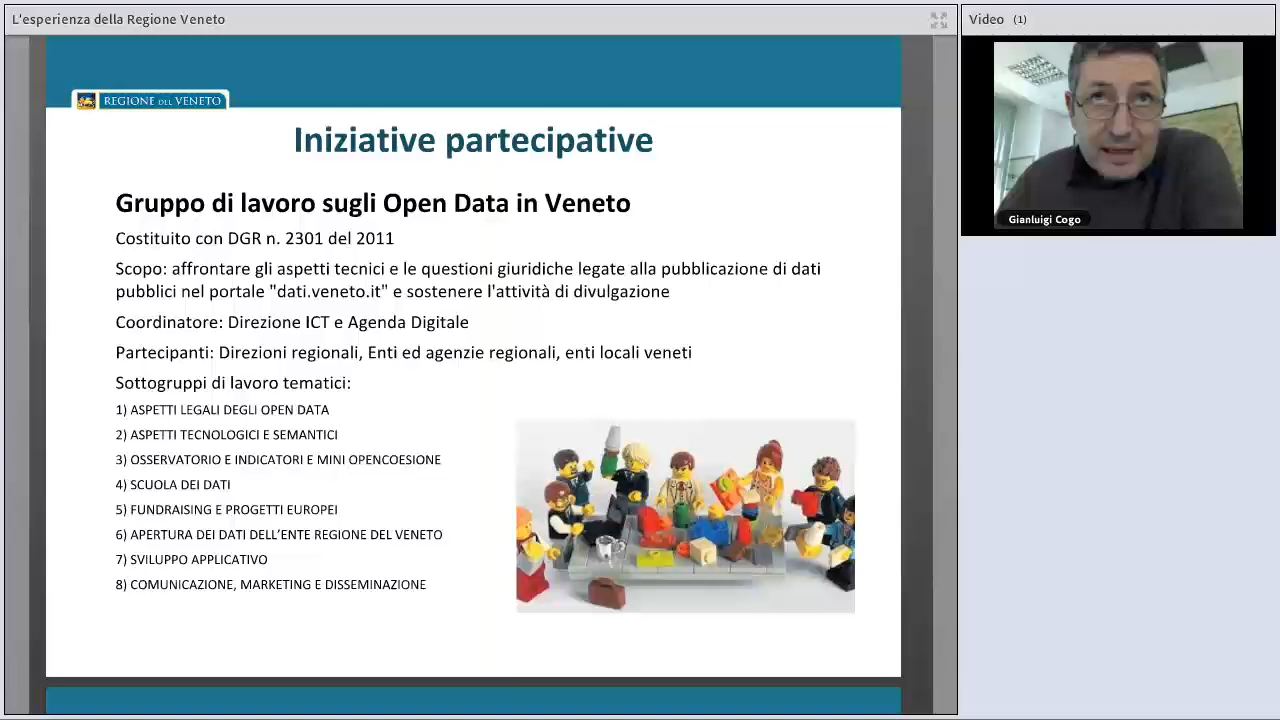 L'esperienza della Regione Veneto
Video (1)
REGIONE DEL VENETO
Gianluigi Cogo
Iniziative partecipative
Gruppo di lavoro sugli Open Data in Veneto
Costituito con DGR n. 2301 del 2011
Scopo: affrontare gli aspetti tecnici e le questioni giuridiche legate alla pubblicazione di dati
pubblici nel portale "dati.veneto.it" e sostenere l'attività di divulgazione
Coordinatore: Direzione ICT e Agenda Digitale
Partecipanti: Direzioni regionali, Enti ed agenzie regionali, enti locali veneti
Sottogruppi di lavoro tematici:
1) ASPETTI LEGALI DEGLI OPEN DATA
2) ASPETTI TECNOLOGICI E SEMANTICI
3) OSSERVATORIO E INDICATORI E MINI OPENCOESIONE
4) SCUOLA DEI DATI
5) FUNDRAISING E PROGETTI EUROPEI
6) APERTURA DEI DATI DELL’ENTE REGIONE DEL VENETO
7) SVILUPPO APPLICATIVO
8) COMUNICAZIONE, MARKETING E DISSEMINAZIONE